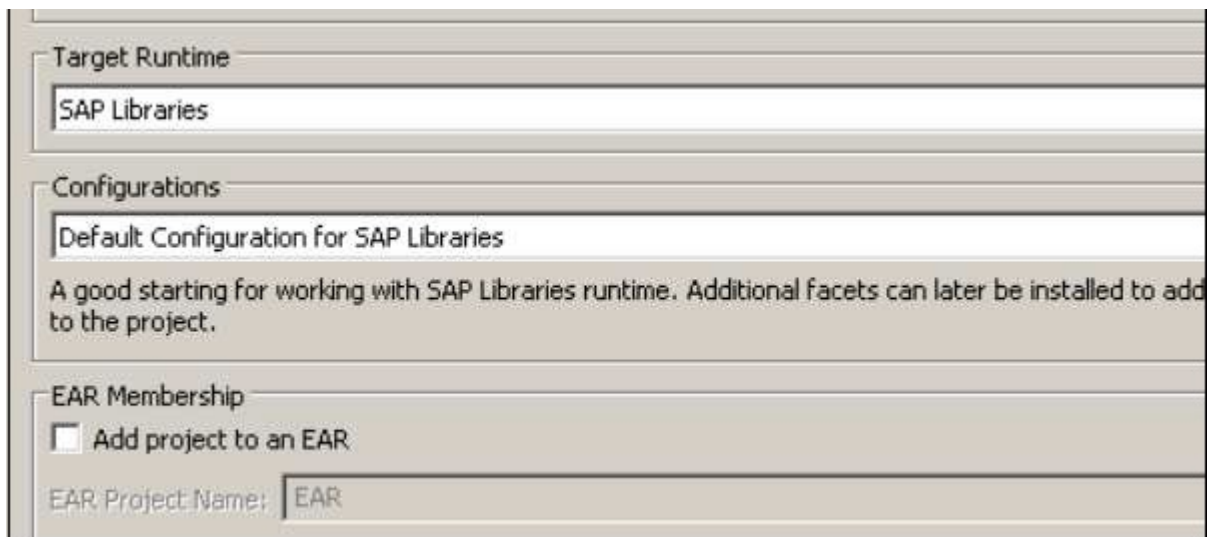 Target Runtime
SAP Libraries
Configurations
Default Configuration for SAP Libraries
A good starting for working with SAP Libraries runtime. Additional facets can later be installed to add
to the project.
EAR Membership
Add project to an EAR
EAR Project Name: EAR